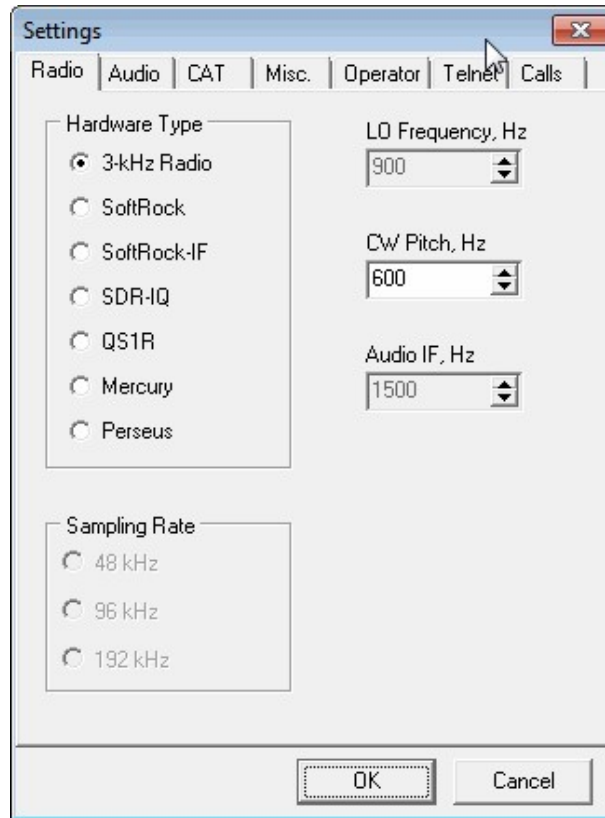 Settings
Radio Audio CAT Misc. Operator Telnet Calls
Hardware Type
3-kHz Radio
SoftRock
SoftRock-IF
SDR-IQ
QS1R
Mercury
Perseus
LO Frequency, Hz
900
CW Pitch, Hz
600
Audio IF, Hz
1500
Sampling Rate
48 kHz
96 kHz
192 kHz
OK Cancel